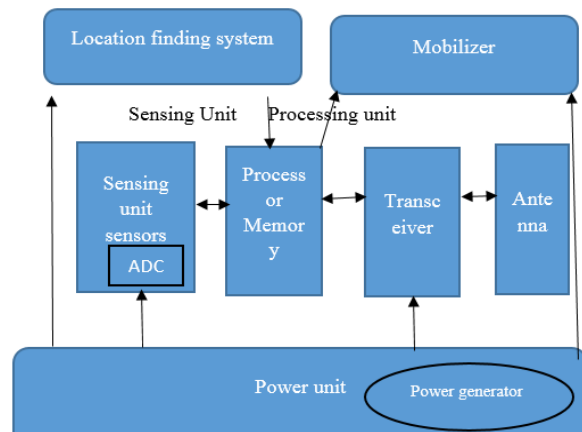 Location finding system
Mobilizer
Sensing Unit
Processing unit
Sensing
unit
sensors
ADC
Process
or
Memor
y
Transc
eiver
Ante
nna
Power unit
Power generator